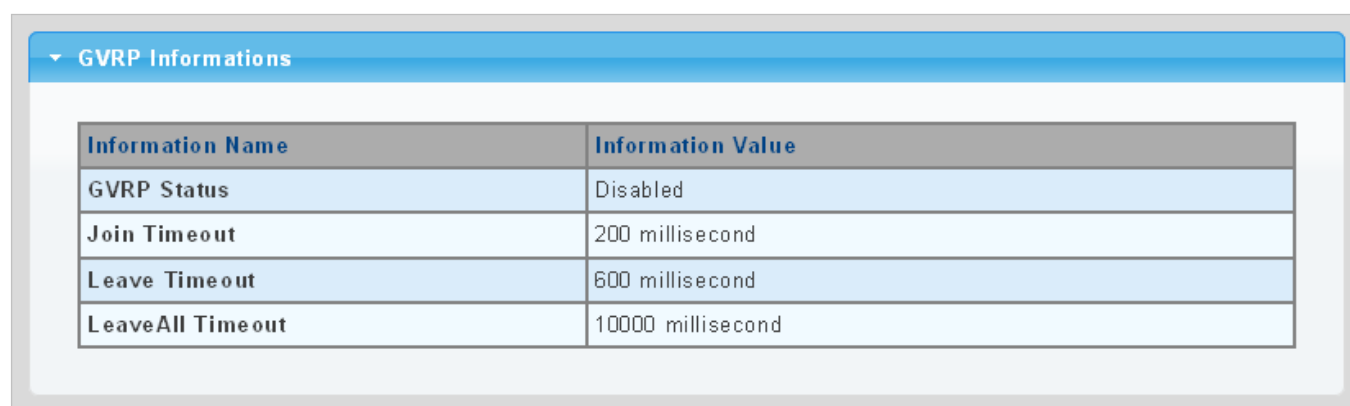 GVRP Informations
Information Name Information Value
GVRP Status Disabled
Join Timeout 200 millisecond
Leave Timeout 600 millisecond
LeaveAll Timeout 10000 millisecond